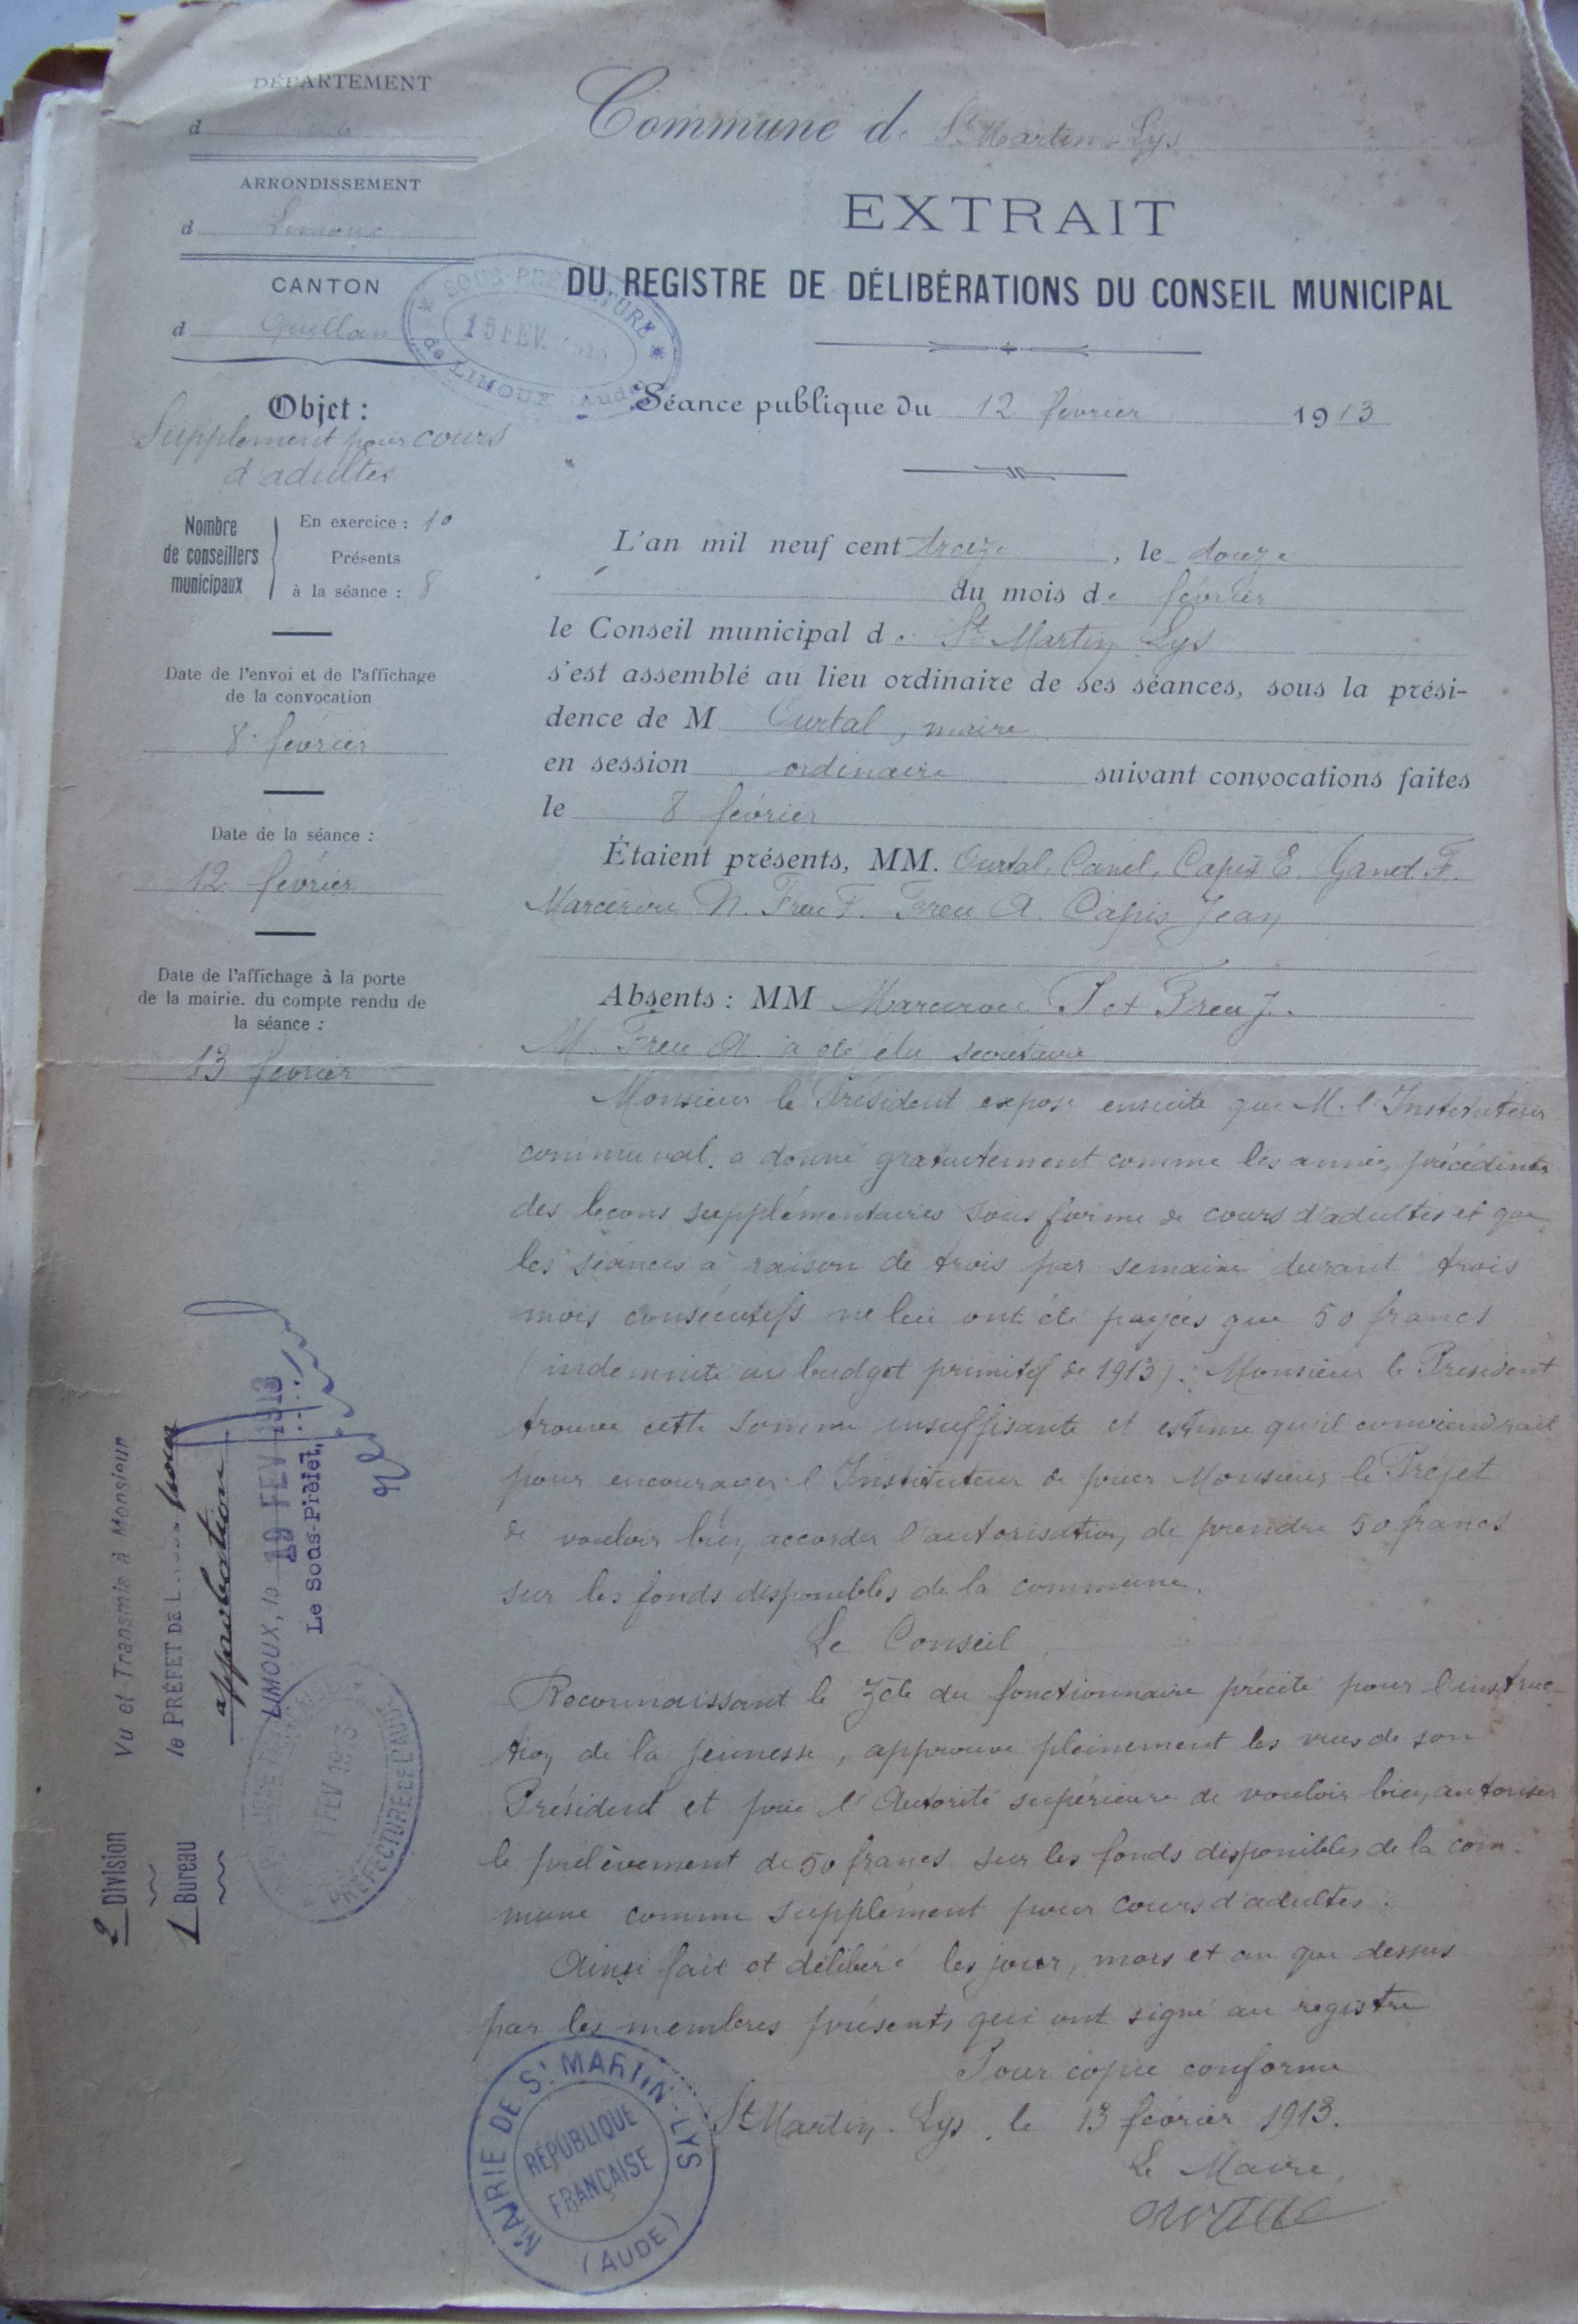 DÉPARTEMENT
d
ARRONDISSEMENT
d Limoux
CANTON
d Quillan
SOUS-PRÉFECTURE
15 FEV.
de LIMOUX (Aude)
Objet :
Supplément pour cours
d'adultes
Nombre
de conseillers
municipaux
En exercice : 10
Présents
à la séance : 8
Date de l'envoi et de l'affichage
de la convocation
8 février
Date de la séance :
12 février
Date de l'affichage à la porte
de la mairie. du compte rendu de
la séance :
13 février
Commune de St Martin-Lys
EXTRAIT
DU REGISTRE DE DÉLIBÉRATIONS DU CONSEIL MUNICIPAL
Séance publique du 12 février 1913
L'an mil neuf cent treize, le douze
du mois de février
le Conseil municipal de St Martin Lys
s'est assemblé au lieu ordinaire de ses séances, sous la prési-
dence de M Ourtal, maire
en session ordinaire suivant convocations faites
le 8 février
Étaient présents, MM. Ourtal, Canel, Capis E. Ganet F.
Marcerou N. Freu F. Freu A. Capis Jean
Absents : MM Marcerou P et Freu J.
M. Freu A. a été élu secrétaire
Monsieur le Président expose ensuite que M. l'Instituteur
communal. a donné gratuitement comme les années précédentes
des leçons supplémentaires sous forme de cours d'adultes et que
les séances à raison de trois par semaine durant trois
mois consécutifs ne lui ont été payées que 50 francs
(indemnité au budget primitif de 1913). Monsieur le Président
trouve cette somme insuffisante et estime qu'il conviendrait
pour encourager l'Instituteur de prier Monsieur le Préfet
de vouloir bien accorder l'autorisation de prendre 50 francs
sur les fonds disponibles de la commune.
Le Conseil
Reconnaissant le zèle du fonctionnaire précité pour l'instruc-
tion de la jeunesse, approuve pleinement les vues de son
Président et prie l'Autorité supérieure de vouloir bien autoriser
le prélèvement de 50 francs sur les fonds disponibles de la com-
mune comme supplément pour cours d'adultes.
Ainsi fait et délibéré les jour, mois et an que dessus
par les membres présents qui ont signé au registre
Pour copie conforme
St Martin-Lys, le 13 février 1913.
Le Maire,
Ourtal
MAIRIE DE St MARTIN-LYS
RÉPUBLIQUE
FRANÇAISE
(AUDE)
Vu et Transmis à Monsieur
le PRÉFET DE L'Aude pour
approbation
LIMOUX, le 19 FEV 1913
Le Sous-Préfet,
2 Division
1 Bureau
FEV 1913
PRÉFECTURE DE L'AUDE